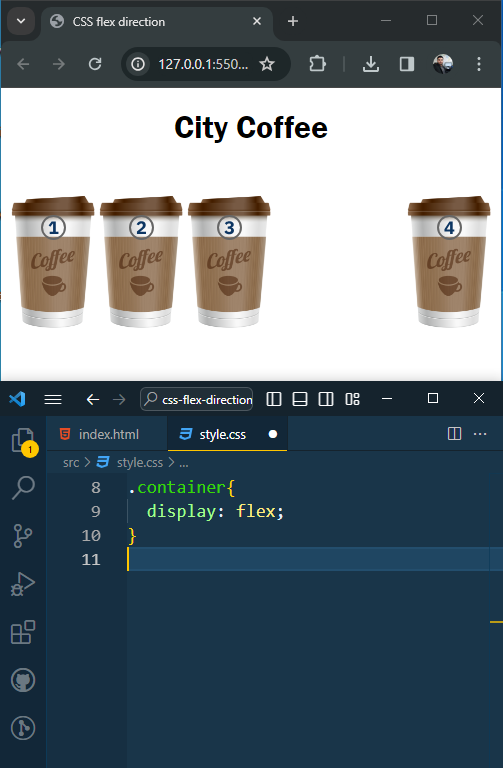 CSS flex direction
127.0.0.1:550...
City Coffee
1 2 3 4
Coffee Coffee Coffee Coffee
css-flex-direction
index.html
style.css
1
src > style.css > ...
8 .container{
9 display: flex;
10 }
11